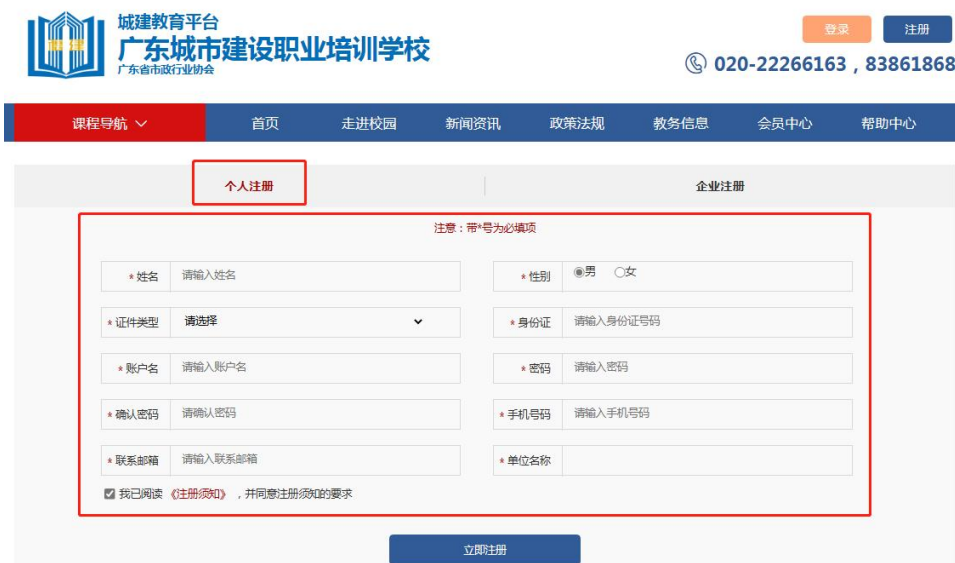 城建教育平台
广东城市建设职业培训学校
广东省市政行业协会
登录 注册
020-22266163，83861868
课程导航 首页 走进校园 新闻资讯 政策法规 教务信息 会员中心 帮助中心
个人注册 企业注册
注意：带*号为必填项
* 姓名 请输入姓名 * 性别 男 女
* 证件类型 请选择 * 身份证 请输入身份证号码
* 账户名 请输入账户名 * 密码 请输入密码
* 确认密码 请确认密码 * 手机号码 请输入手机号码
* 联系邮箱 请输入联系邮箱 * 单位名称
我已阅读 《注册须知》 ，并同意注册须知的要求
立即注册